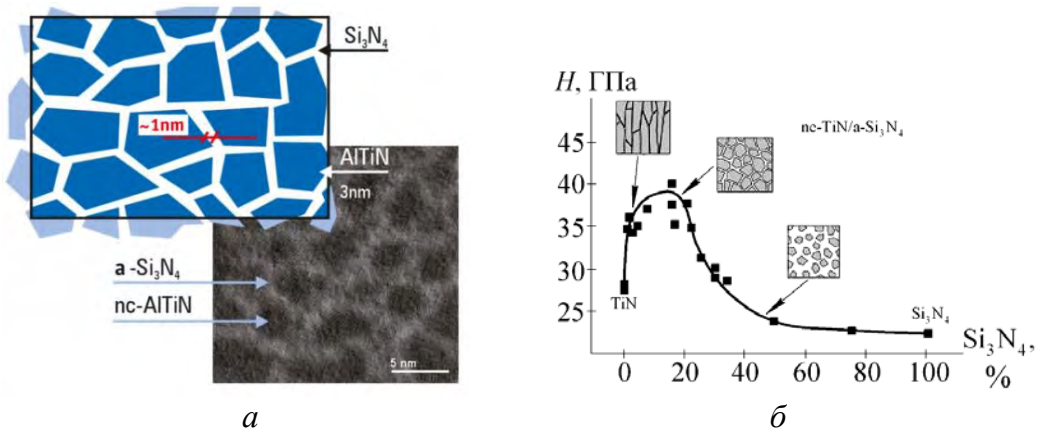 Si₃N₄
~1nm
AlTiN
3nm
a -Si₃N₄
nc-AlTiN
5 nm
а
H, ГПа
nc-TiN/a-Si₃N₄
45
40
35
30
25
TiN
Si₃N₄
Si₃N₄,
%
0 20 40 60 80 100
б